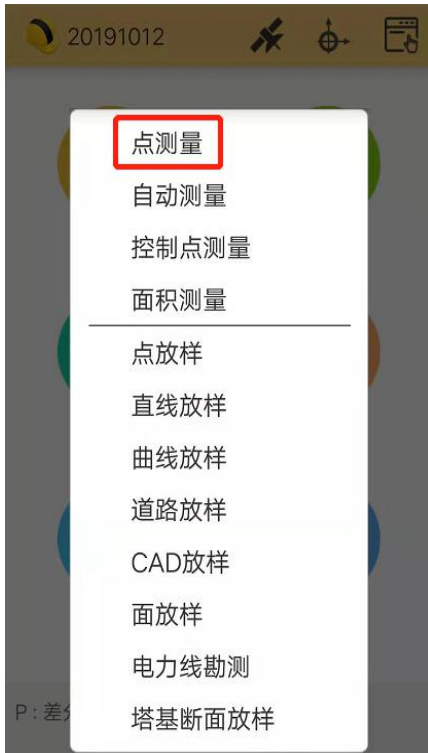 20191012
点测量
自动测量
控制点测量
面积测量
点放样
直线放样
曲线放样
道路放样
CAD放样
面放样
电力线勘测
P : 差分
塔基断面放样